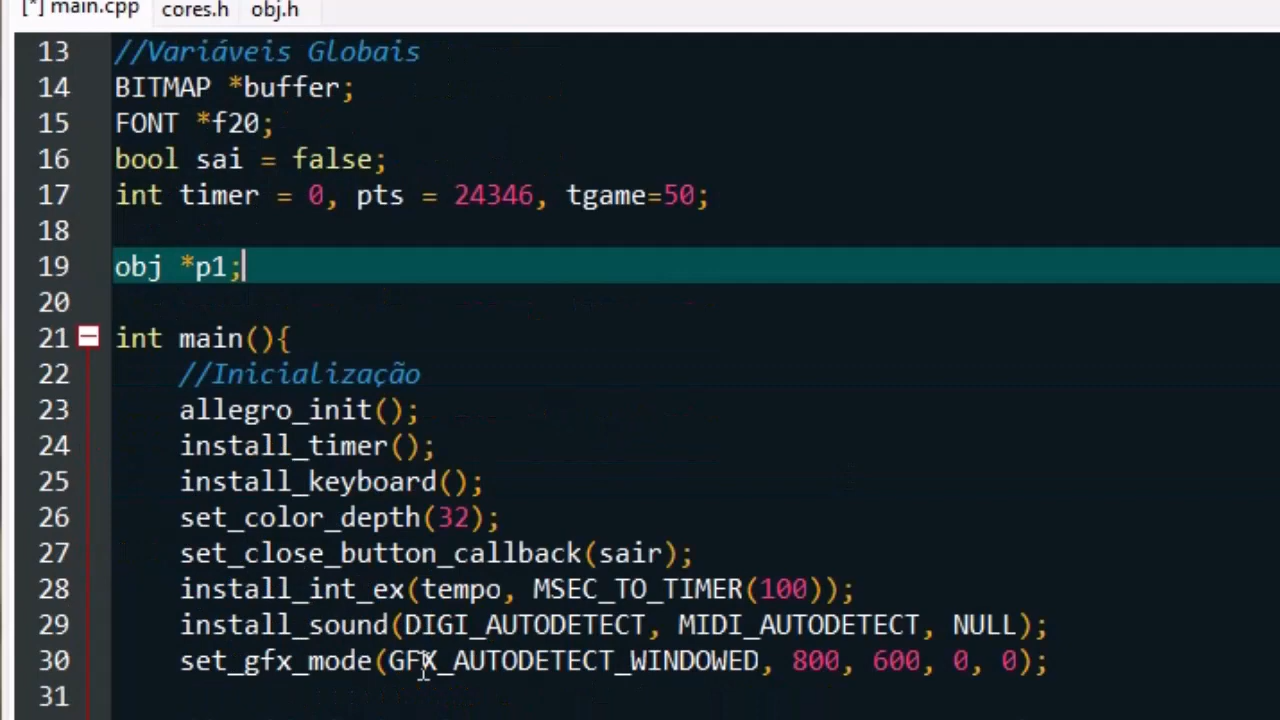 [*] main.cpp cores.h obj.h
13 //Variáveis Globais
14 BITMAP *buffer;
15 FONT *f20;
16 bool sai = false;
17 int timer = 0, pts = 24346, tgame=50;
18
19 obj *p1;
20
21 int main(){
22 //Inicialização
23 allegro_init();
24 install_timer();
25 install_keyboard();
26 set_color_depth(32);
27 set_close_button_callback(sair);
28 install_int_ex(tempo, MSEC_TO_TIMER(100));
29 install_sound(DIGI_AUTODETECT, MIDI_AUTODETECT, NULL);
30 set_gfx_mode(GFX_AUTODETECT_WINDOWED, 800, 600, 0, 0);
31